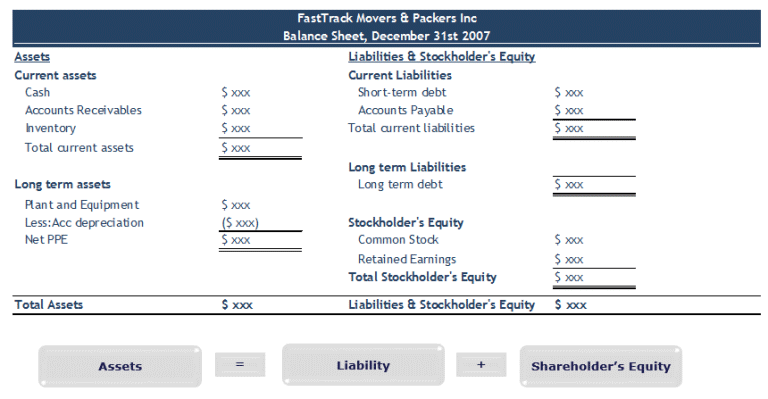 FastTrack Movers & Packers Inc
Balance Sheet, December 31st 2007
Assets Liabilities & Stockholder's Equity
Current assets Current Liabilities
Cash $ xxx Short-term debt $ xxx
Accounts Receivables $ xxx Accounts Payable $ xxx
Inventory $ xxx Total current liabilities $ xxx
Total current assets $ xxx
Long term Liabilities
Long term assets Long term debt $ xxx
Plant and Equipment $ xxx
Less:Acc depreciation ($ xxx) Stockholder's Equity
Net PPE $ xxx Common Stock $ xxx
Retained Earnings $ xxx
Total Stockholder's Equity $ xxx
Total Assets $ xxx Liabilities & Stockholder's Equity $ xxx
Assets = Liability + Shareholder's Equity